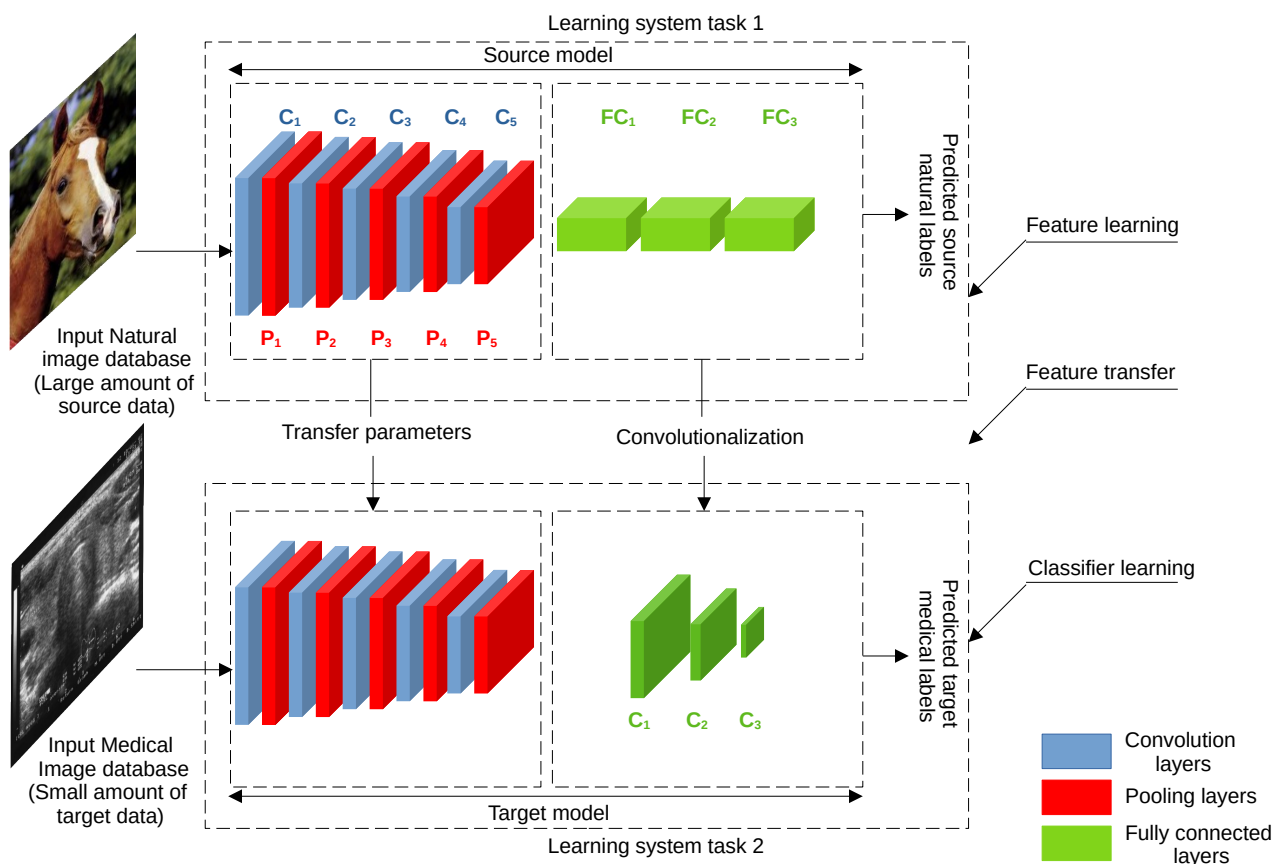 Learning system task 1
Source model
C1 C2 C3 C4 C5
FC1 FC2 FC3
P1 P2 P3 P4 P5
Predicted source
natural labels
Input Natural
image database
(Large amount of
source data)
Feature learning
Feature transfer
Transfer parameters
Convolutionalization
Classifier learning
C1 C2 C3
Predicted target
medical labels
Input Medical
Image database
(Small amount of
target data)
Target model
Learning system task 2
Convolution
layers
Pooling layers
Fully connected
layers